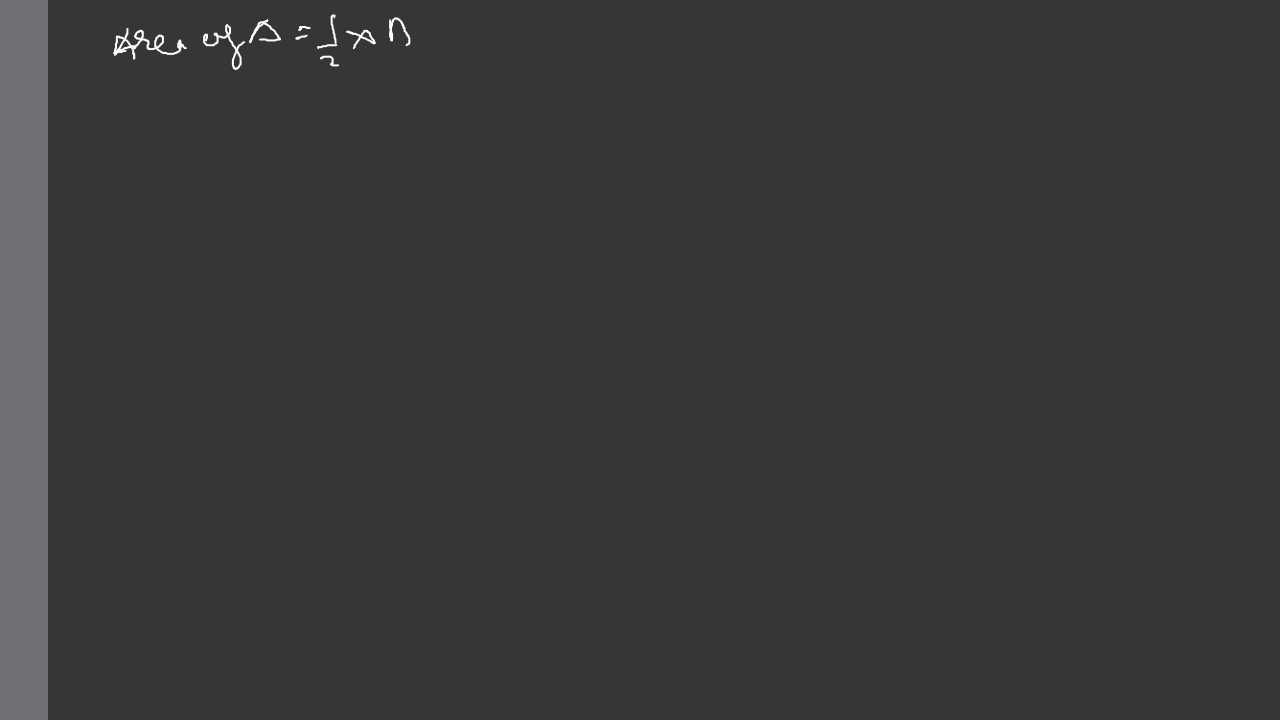 Area of Δ = 1/2 × B